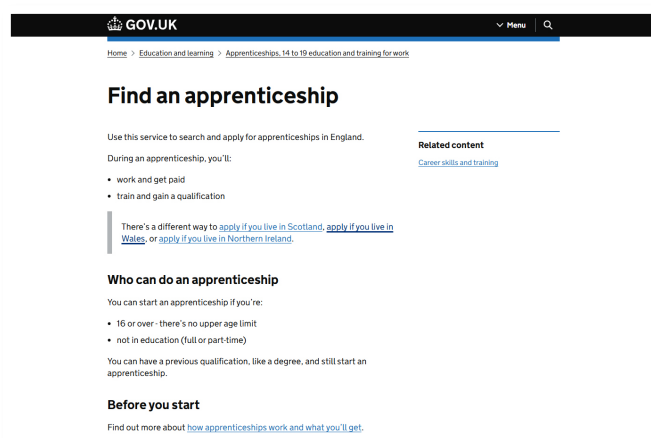 GOV.UK
Menu
Home > Education and learning > Apprenticeships, 14 to 19 education and training for work
Find an apprenticeship
Use this service to search and apply for apprenticeships in England.
During an apprenticeship, you'll:
• work and get paid
• train and gain a qualification
There's a different way to apply if you live in Scotland, apply if you live in
Wales, or apply if you live in Northern Ireland.
Who can do an apprenticeship
You can start an apprenticeship if you're:
• 16 or over - there's no upper age limit
• not in education (full or part-time)
You can have a previous qualification, like a degree, and still start an
apprenticeship.
Before you start
Find out more about how apprenticeships work and what you'll get.
Related content
Career skills and training